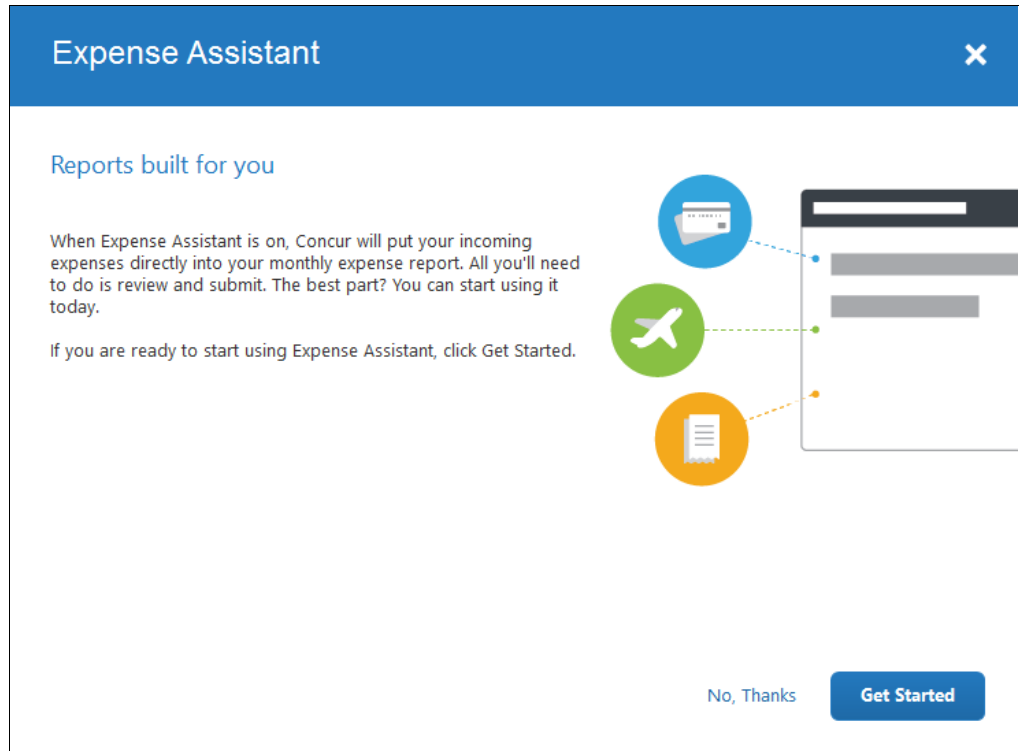 Expense Assistant
Reports built for you
When Expense Assistant is on, Concur will put your incoming
expenses directly into your monthly expense report. All you'll need
to do is review and submit. The best part? You can start using it
today.
If you are ready to start using Expense Assistant, click Get Started.
No, Thanks
Get Started